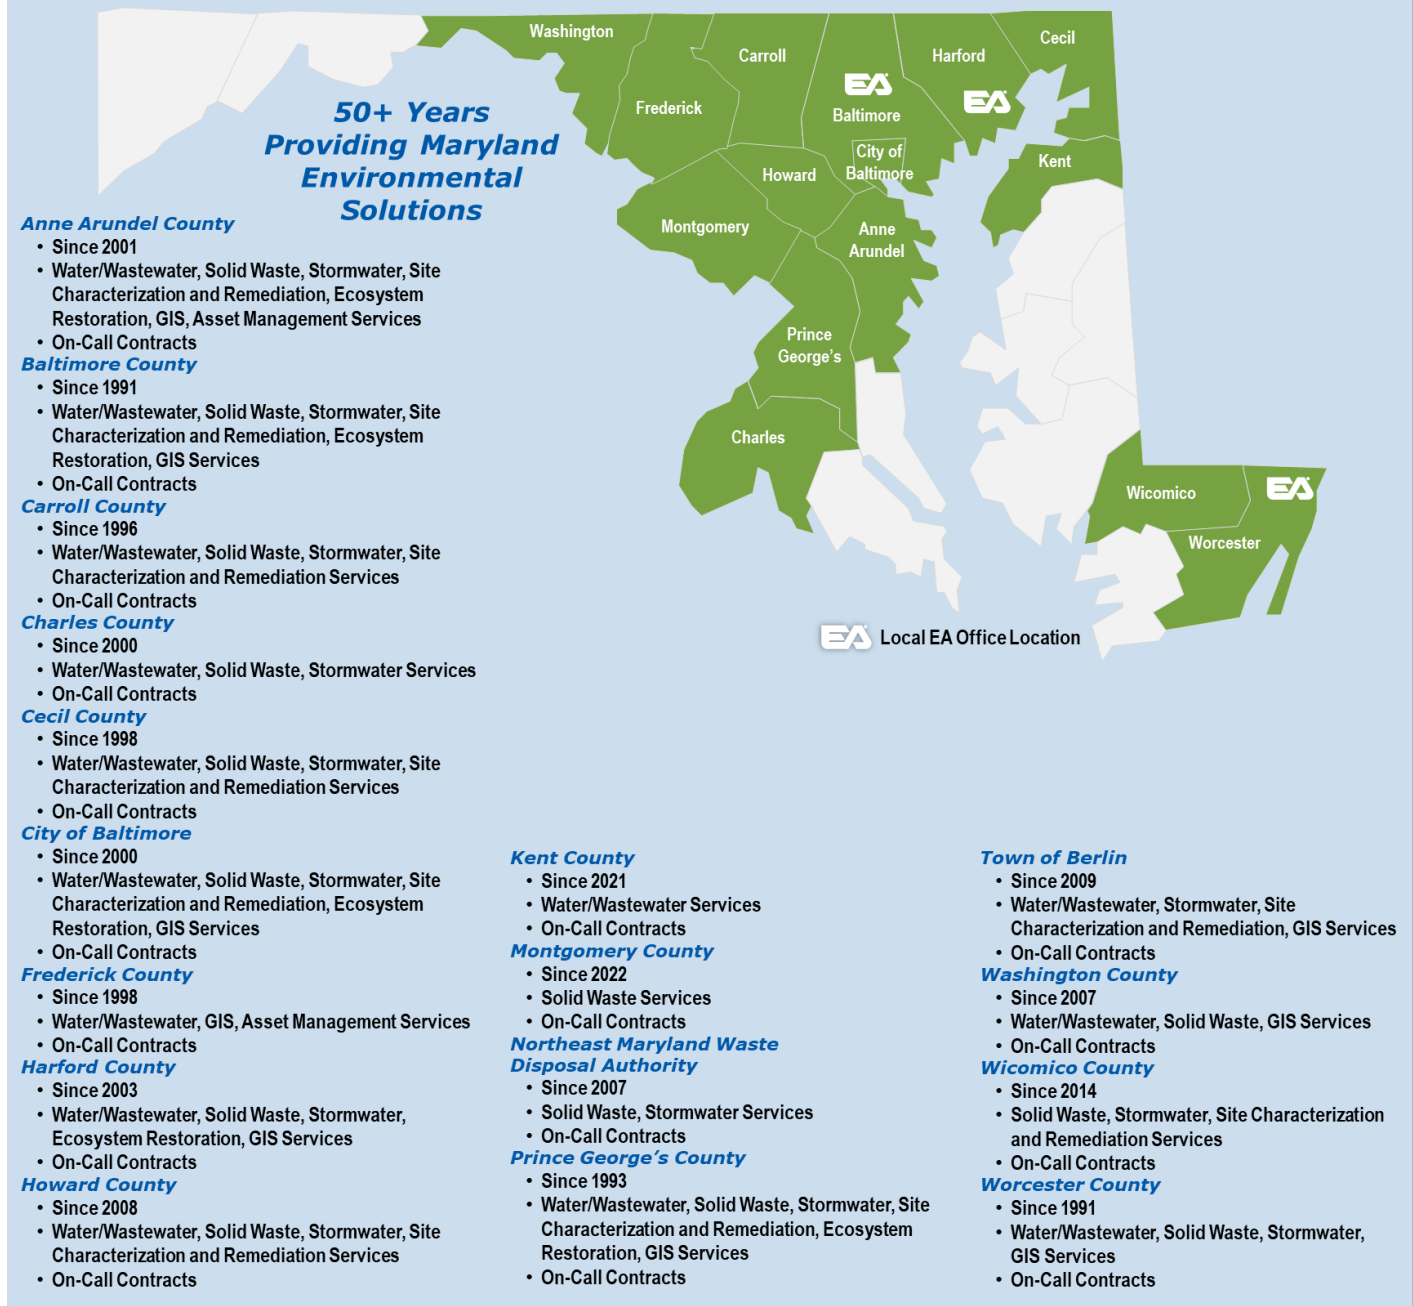 Washington
Carroll
Harford
Cecil
EA
EA
Frederick
Baltimore
City of
Baltimore
Kent
Howard
Montgomery
Anne
Arundel
Prince
George's
Charles
Wicomico
EA
Worcester
EA Local EA Office Location
50+ Years
Providing Maryland
Environmental
Solutions
Anne Arundel County
• Since 2001
• Water/Wastewater, Solid Waste, Stormwater, Site
Characterization and Remediation, Ecosystem
Restoration, GIS, Asset Management Services
• On-Call Contracts
Baltimore County
• Since 1991
• Water/Wastewater, Solid Waste, Stormwater, Site
Characterization and Remediation, Ecosystem
Restoration, GIS Services
• On-Call Contracts
Carroll County
• Since 1996
• Water/Wastewater, Solid Waste, Stormwater, Site
Characterization and Remediation Services
• On-Call Contracts
Charles County
• Since 2000
• Water/Wastewater, Solid Waste, Stormwater Services
• On-Call Contracts
Cecil County
• Since 1998
• Water/Wastewater, Solid Waste, Stormwater, Site
Characterization and Remediation Services
• On-Call Contracts
City of Baltimore
• Since 2000
• Water/Wastewater, Solid Waste, Stormwater, Site
Characterization and Remediation, Ecosystem
Restoration, GIS Services
• On-Call Contracts
Frederick County
• Since 1998
• Water/Wastewater, GIS, Asset Management Services
• On-Call Contracts
Harford County
• Since 2003
• Water/Wastewater, Solid Waste, Stormwater,
Ecosystem Restoration, GIS Services
• On-Call Contracts
Howard County
• Since 2008
• Water/Wastewater, Solid Waste, Stormwater, Site
Characterization and Remediation Services
• On-Call Contracts
Kent County
• Since 2021
• Water/Wastewater Services
• On-Call Contracts
Montgomery County
• Since 2022
• Solid Waste Services
• On-Call Contracts
Northeast Maryland Waste
Disposal Authority
• Since 2007
• Solid Waste, Stormwater Services
• On-Call Contracts
Prince George's County
• Since 1993
• Water/Wastewater, Solid Waste, Stormwater, Site
Characterization and Remediation, Ecosystem
Restoration, GIS Services
• On-Call Contracts
Town of Berlin
• Since 2009
• Water/Wastewater, Stormwater, Site
Characterization and Remediation, GIS Services
• On-Call Contracts
Washington County
• Since 2007
• Water/Wastewater, Solid Waste, GIS Services
• On-Call Contracts
Wicomico County
• Since 2014
• Solid Waste, Stormwater, Site Characterization
and Remediation Services
• On-Call Contracts
Worcester County
• Since 1991
• Water/Wastewater, Solid Waste, Stormwater,
GIS Services
• On-Call Contracts